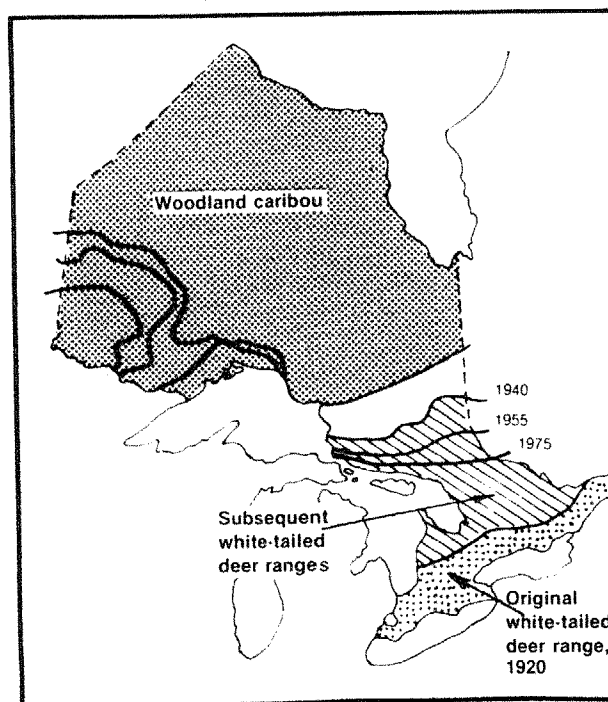 Woodland caribou
1940
1955
1975
Subsequent
white-tailed
deer ranges
Original
white-tailed
deer range,
1920